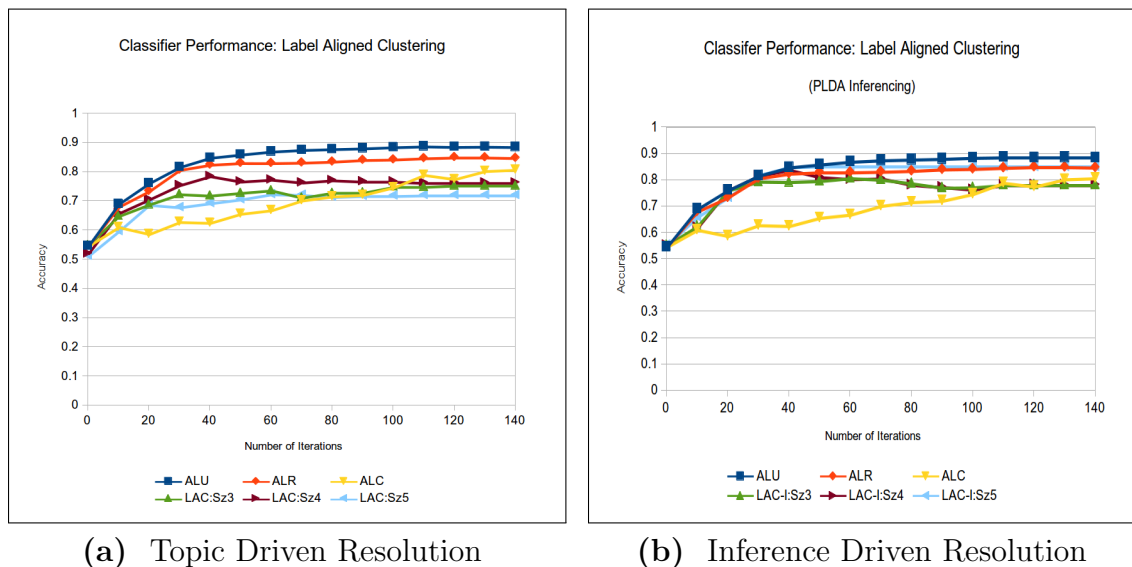 Classifier Performance: Label Aligned Clustering
1
0.9
0.8
0.7
0.6
0.5
0.4
0.3
0.2
0.1
0
Accuracy
0 20 40 60 80 100 120 140
Number of Iterations
ALU ALR ALC
LAC:Sz3 LAC:Sz4 LAC:Sz5
(a) Topic Driven Resolution
Classifer Performance: Label Aligned Clustering
(PLDA Inferencing)
1
0.9
0.8
0.7
0.6
0.5
0.4
0.3
0.2
0.1
0
Accuracy
0 20 40 60 80 100 120 140
Number of Iterations
ALU ALR ALC
LAC-I:Sz3 LAC-I:Sz4 LAC-I:Sz5
(b) Inference Driven Resolution